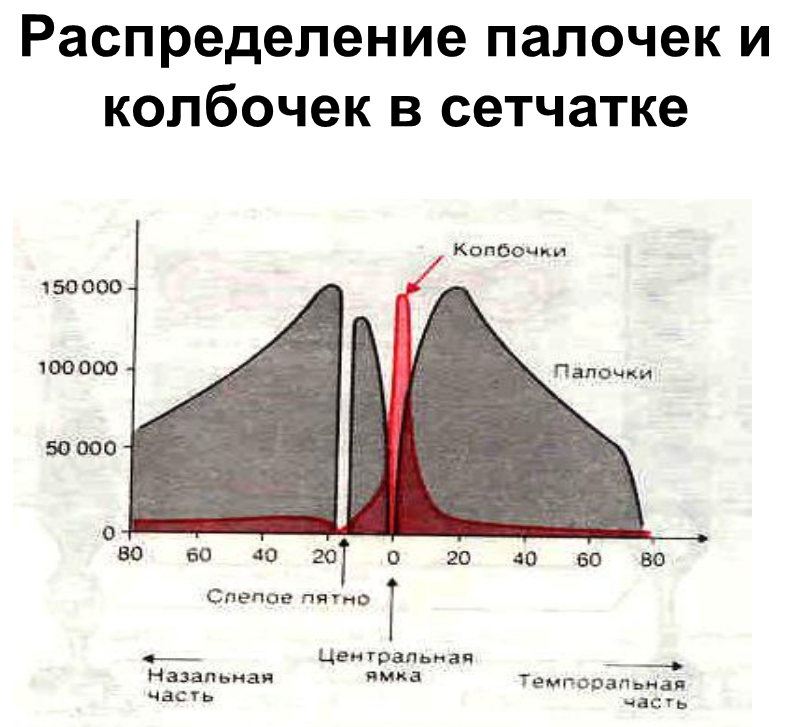 Распределение палочек и
колбочек в сетчатке
Колбочки
150 000
100 000
Палочки
50 000
0
80 60 40 20 0 20 40 60 80
Слепое пятно
Центральная
ямка
Назальная
часть
Темпоральная
часть